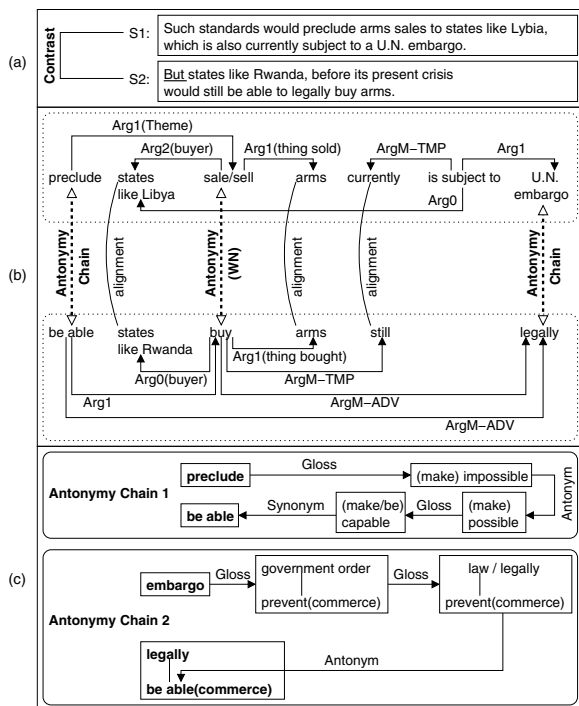 (a)
Contrast
S1:
Such standards would preclude arms sales to states like Lybia,
which is also currently subject to a U.N. embargo.
S2:
But states like Rwanda, before its present crisis
would still be able to legally buy arms.
(b)
Arg1(Theme)
Arg2(buyer)
Arg1(thing sold)
ArgM−TMP
Arg1
preclude
states
like Libya
sale/sell
arms
currently
is subject to
U.N.
embargo
Arg0
Antonymy
Chain
alignment
Antonymy
(WN)
alignment
alignment
Antonymy
Chain
be able
states
like Rwanda
buy
arms
still
legally
Arg1(thing bought)
Arg0(buyer)
ArgM−TMP
Arg1
ArgM−ADV
ArgM−ADV
(c)
Antonymy Chain 1
preclude
Gloss
(make) impossible
Antonym
be able
Synonym
(make/be)
capable
Gloss
(make)
possible
Antonymy Chain 2
embargo
Gloss
government order
prevent(commerce)
Gloss
law / legally
prevent(commerce)
Antonym
legally
be able(commerce)